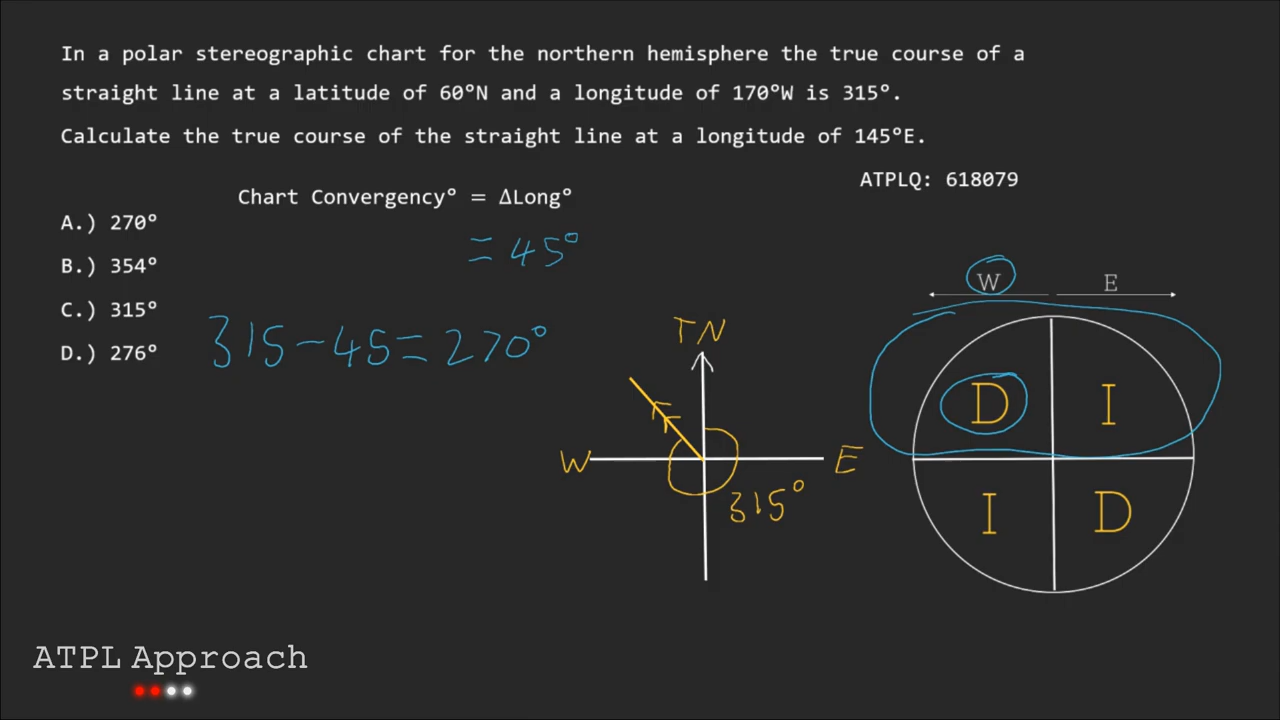 In a polar stereographic chart for the northern hemisphere the true course of a
straight line at a latitude of 60°N and a longitude of 170°W is 315°.
Calculate the true course of the straight line at a longitude of 145°E.
ATPLQ: 618079
Chart Convergency° = ΔLong°
A.) 270°
= 45°
B.) 354°
W E
C.) 315°
315-45=270°
D.) 276°
TN
D I
W E
315°
I D
ATPL Approach